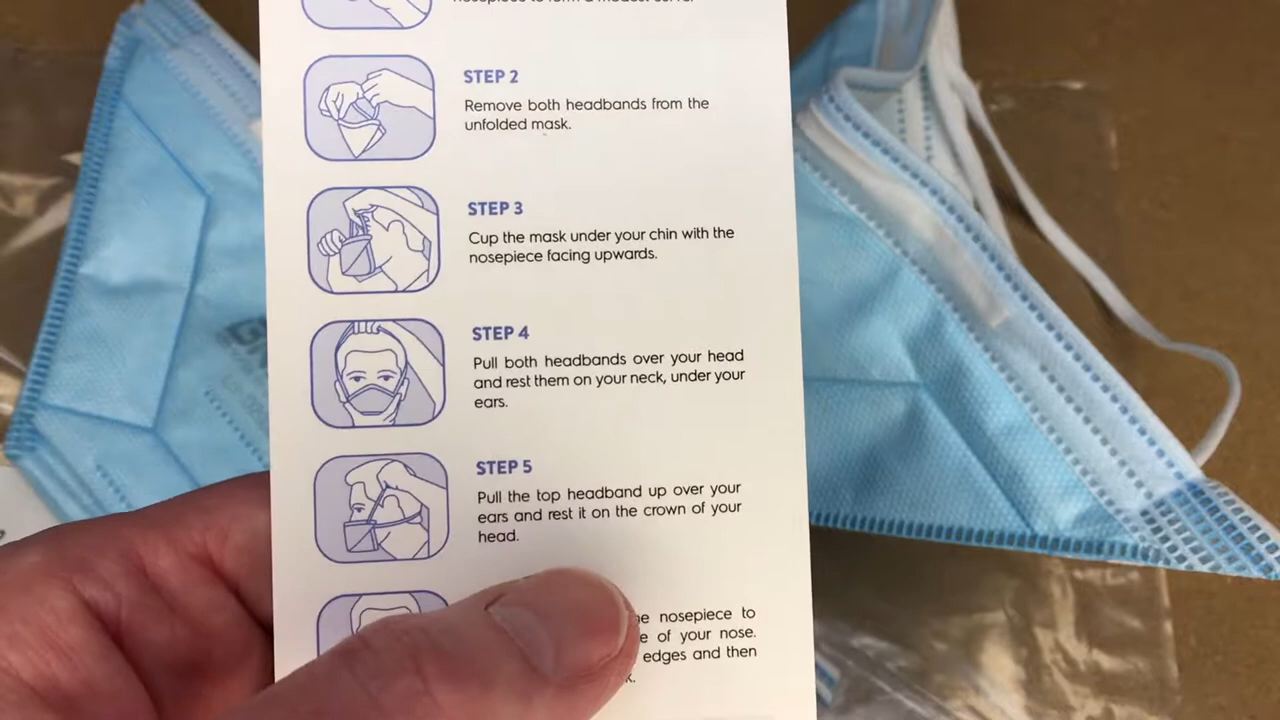 STEP 2
Remove both headbands from the
unfolded mask.
STEP 3
Cup the mask under your chin with the
nosepiece facing upwards.
STEP 4
Pull both headbands over your head
and rest them on your neck, under your
ears.
STEP 5
Pull the top headband up over your
ears and rest it on the crown of your
head.
nosepiece to
of your nose.
edges and then